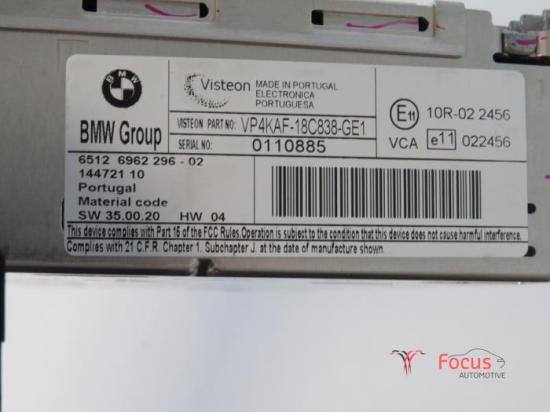 BMW
BMW Group
Visteon
MADE IN PORTUGAL
ELECTRONICA
PORTUGUESA
VISTEON PART NO: VP4KAF-18C838-GE1
SERIAL NO: 0110885
E11 10R-02 2456
VCA e11 022456
6512 6962 296 - 02
144721 10
Portugal
Material code
SW 35.00.20 HW 04
This device complies with Part 15 of the FCC Rules. Operation is subject to the condition that this device does not cause harmful interference
Complies with 21 C.F.R. Chapter 1. Subchapter J. at the date of manufacture shown.
Focus
AUTOMOTIVE